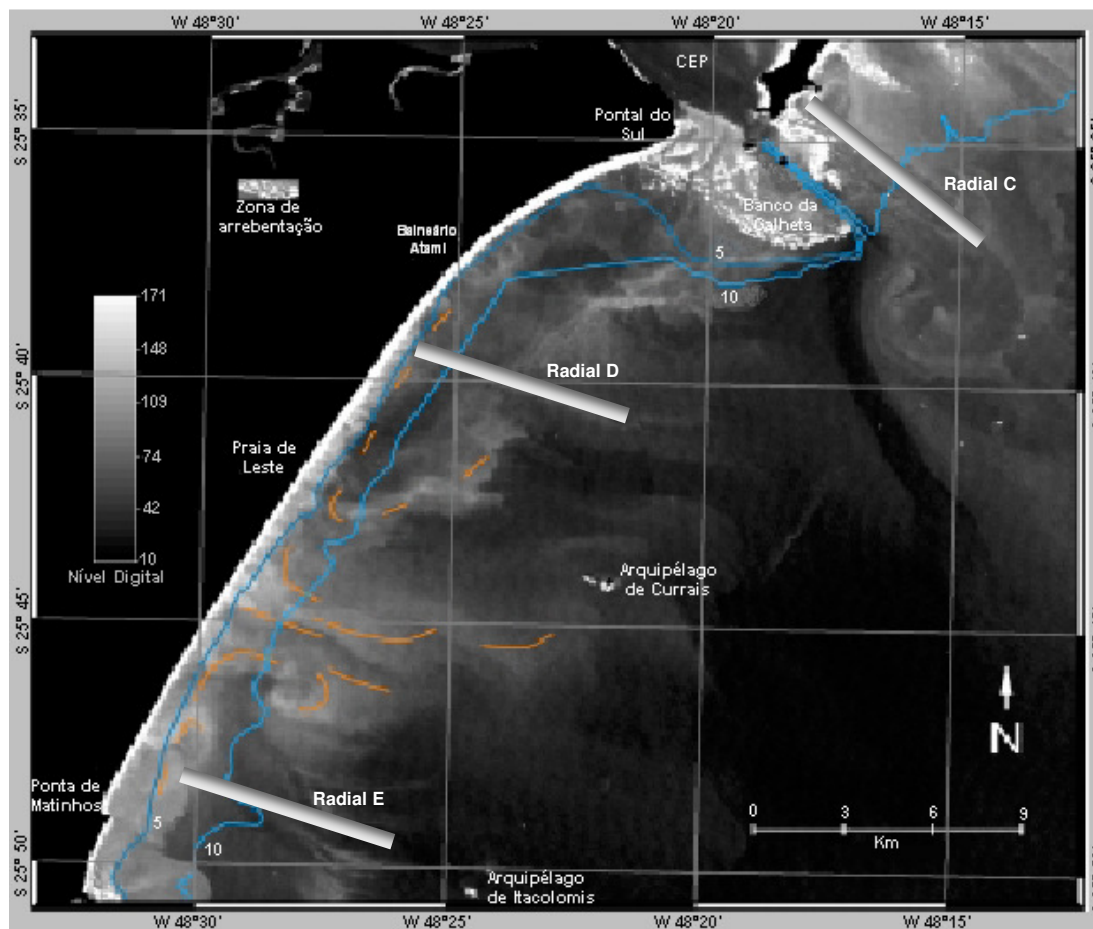 W 48°30'
W 48°25'
W 48°20'
W 48°15'
CEP
S 25° 35'
Pontal do
Sul
Radial C
Zona de
arrebentação
Banco da
Galheta
Balneário
Atami
5
10
171
148
109
74
42
10
Nível Digital
S 25° 40'
Radial D
Praia de
Leste
Arquipélago
de Currais
S 25° 45'
N
Ponta de
Matinhos
Radial E
0
3
6
9
Km
5
10
S 25° 50'
Arquipélago
de Itacolomis
W 48°30'
W 48°25'
W 48°20'
W 48°15'